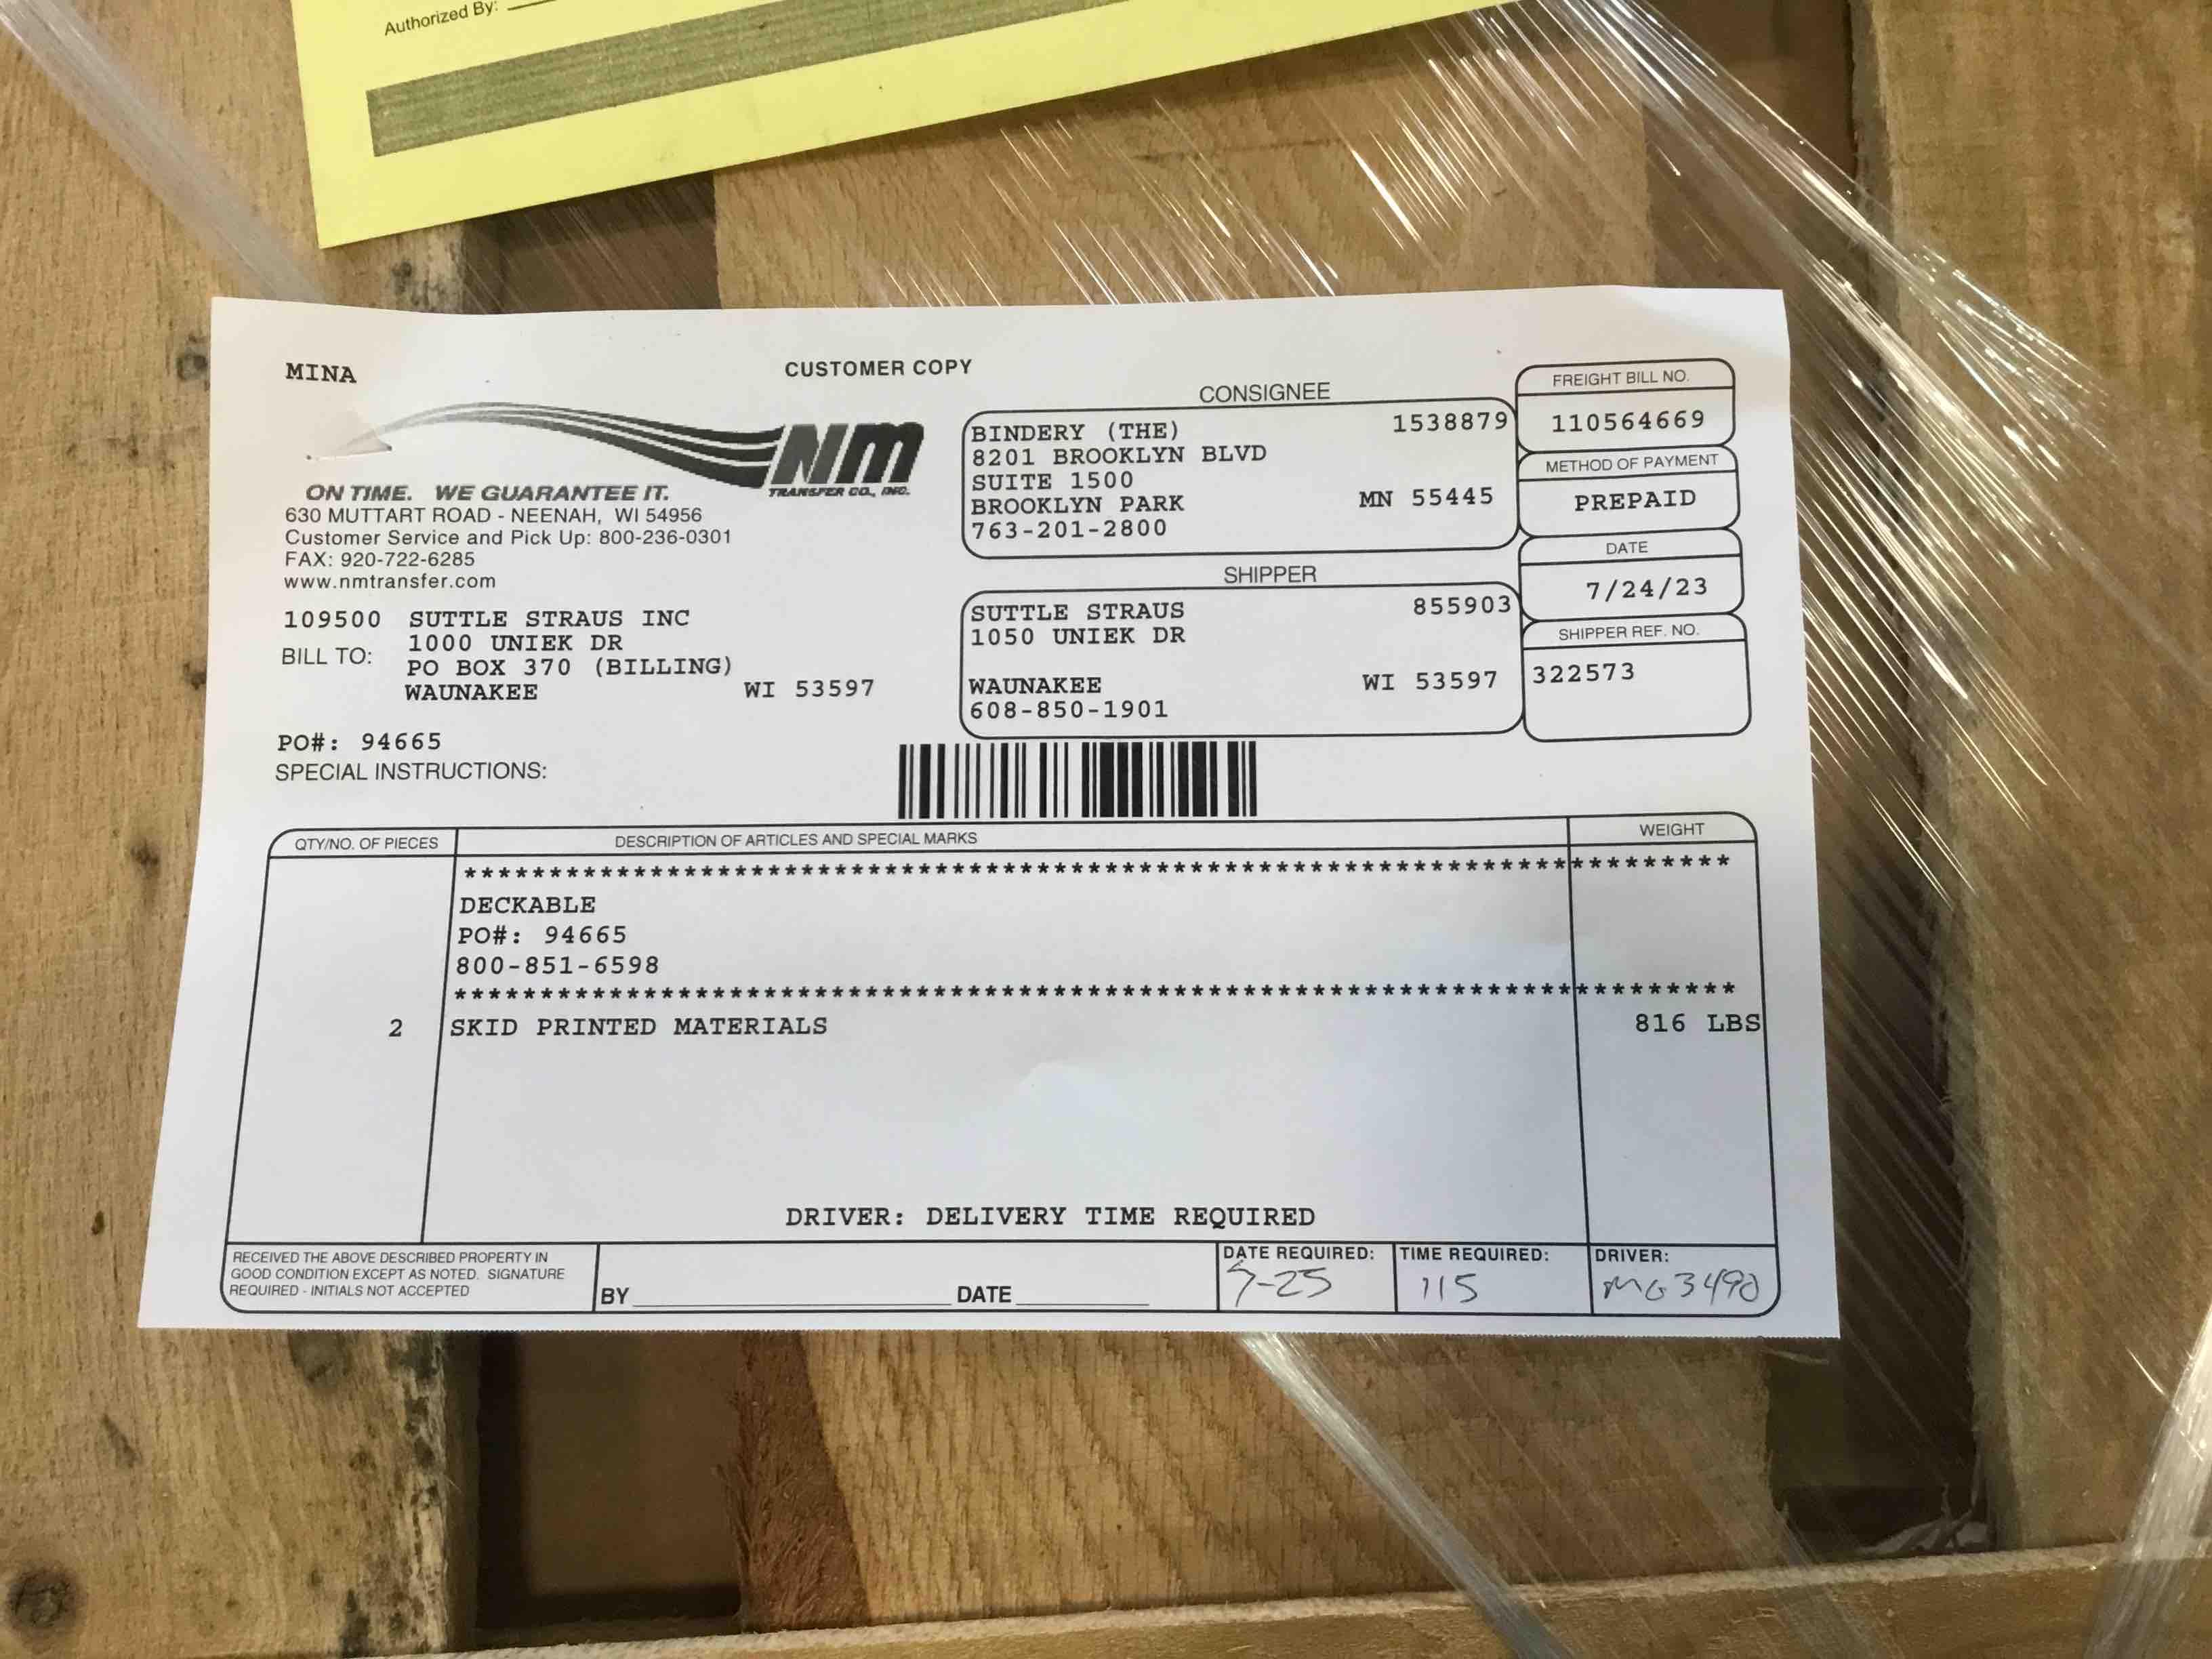 Authorized By:
MINA
CUSTOMER COPY
NM
TRANSFER CO., INC.
ON TIME. WE GUARANTEE IT.
630 MUTTART ROAD - NEENAH, WI 54956
Customer Service and Pick Up: 800-236-0301
FAX: 920-722-6285
www.nmtransfer.com
109500 SUTTLE STRAUS INC
BILL TO: 1000 UNIEK DR
PO BOX 370 (BILLING)
WAUNAKEE WI 53597
PO#: 94665
SPECIAL INSTRUCTIONS:
CONSIGNEE
BINDERY (THE) 1538879
8201 BROOKLYN BLVD
SUITE 1500
BROOKLYN PARK MN 55445
763-201-2800
SHIPPER
SUTTLE STRAUS 855903
1050 UNIEK DR
WAUNAKEE WI 53597
608-850-1901
FREIGHT BILL NO.
110564669
METHOD OF PAYMENT
PREPAID
DATE
7/24/23
SHIPPER REF. NO.
322573
QTY/NO. OF PIECES DESCRIPTION OF ARTICLES AND SPECIAL MARKS WEIGHT
***************************************************************************
DECKABLE
PO#: 94665
800-851-6598
***************************************************************************
2 SKID PRINTED MATERIALS 816 LBS
DRIVER: DELIVERY TIME REQUIRED
RECEIVED THE ABOVE DESCRIBED PROPERTY IN
GOOD CONDITION EXCEPT AS NOTED. SIGNATURE
REQUIRED - INITIALS NOT ACCEPTED
BY DATE
DATE REQUIRED:
7-25
TIME REQUIRED:
115
DRIVER:
MG3490